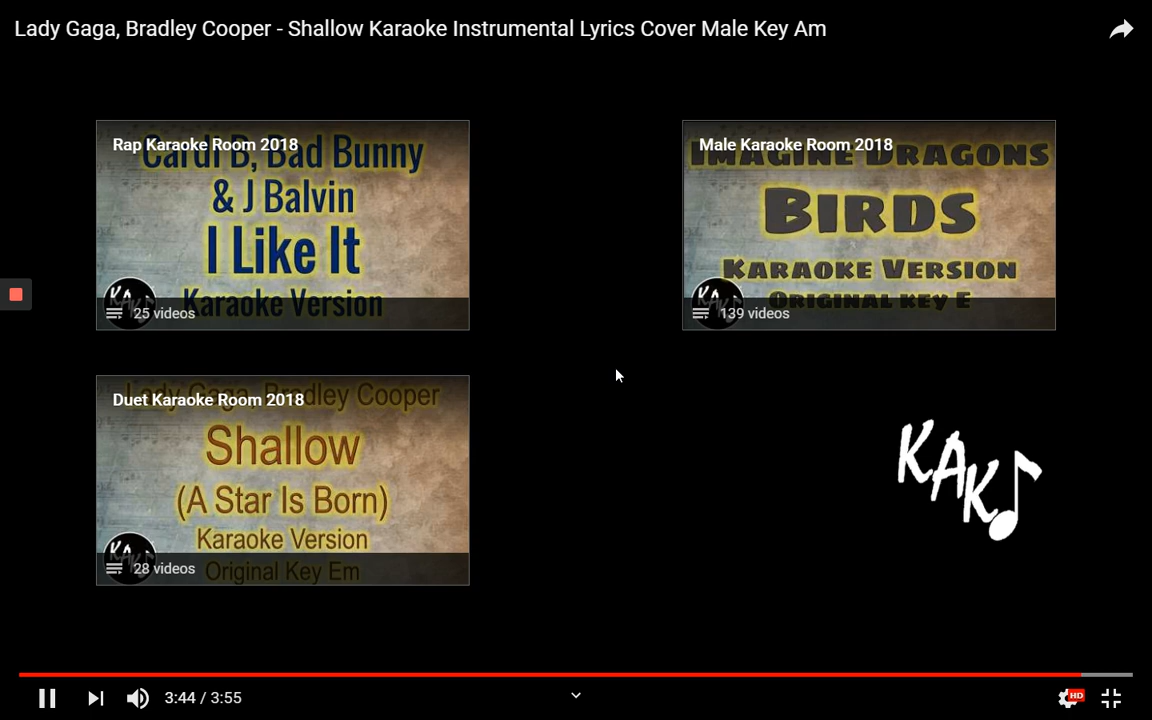 Lady Gaga, Bradley Cooper - Shallow Karaoke Instrumental Lyrics Cover Male Key Am
Rap Karaoke Room 2018
Cardi B, Bad Bunny
& J Balvin
I Like It
Karaoke Version
25 videos
Male Karaoke Room 2018
IMAGINE DRAGONS
BIRDS
KARAOKE VERSION
ORIGINAL KEY E
139 videos
Duet Karaoke Room 2018
Lady Gaga, Bradley Cooper
Shallow
(A Star Is Born)
Karaoke Version
Original Key Em
28 videos
KAK
3:44 / 3:55
HD